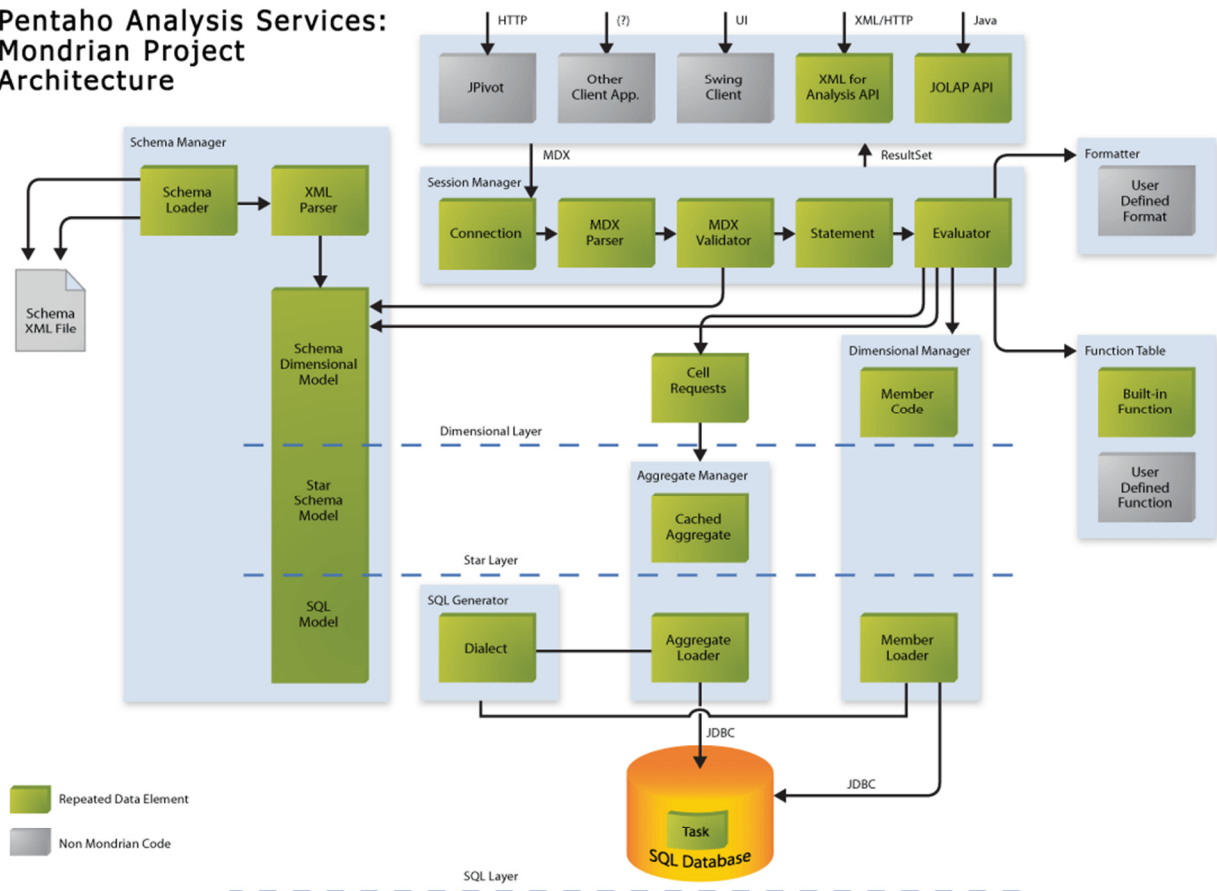 Pentaho Analysis Services:
Mondrian Project
Architecture
HTTP
(?)
UI
XML/HTTP
Java
JPivot
Other
Client App.
Swing
Client
XML for
Analysis API
JOLAP API
MDX
ResultSet
Schema Manager
Schema
Loader
XML
Parser
Schema
XML File
Schema
Dimensional
Model
Star
Schema
Model
SQL
Model
Session Manager
Connection
MDX
Parser
MDX
Validator
Statement
Evaluator
Formatter
User
Defined
Format
Cell
Requests
Dimensional Manager
Member
Code
Function Table
Built-in
Function
User
Defined
Function
Dimensional Layer
Aggregate Manager
Cached
Aggregate
Star Layer
SQL Generator
Dialect
Aggregate
Loader
Member
Loader
JDBC
JDBC
Task
SQL Database
Repeated Data Element
Non Mondrian Code
SQL Layer